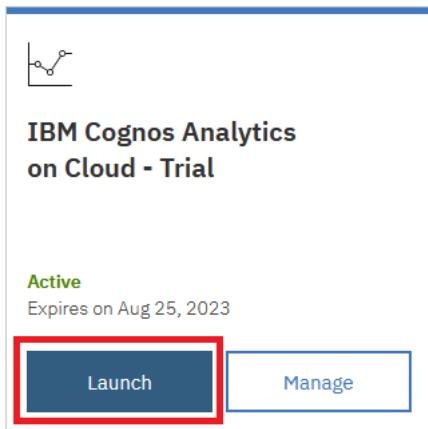 IBM Cognos Analytics
on Cloud - Trial
Active
Expires on Aug 25, 2023
Launch
Manage